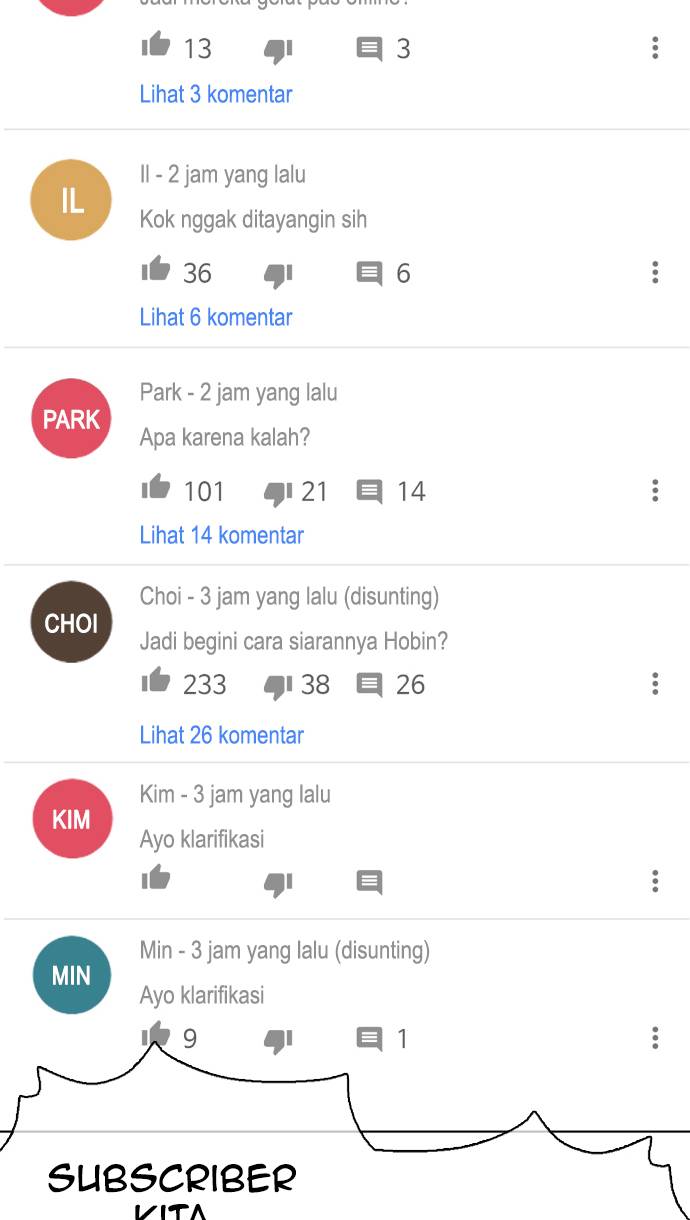 13
3
Lihat 3 komentar
IL
Il - 2 jam yang lalu
Kok nggak ditayangin sih
36
6
Lihat 6 komentar
PARK
Park - 2 jam yang lalu
Apa karena kalah?
101
21
14
Lihat 14 komentar
CHOI
Choi - 3 jam yang lalu (disunting)
Jadi begini cara siarannya Hobin?
233
38
26
Lihat 26 komentar
KIM
Kim - 3 jam yang lalu
Ayo klarifikasi
MIN
Min - 3 jam yang lalu (disunting)
Ayo klarifikasi
9
1
SUBSCRIBER
KITA